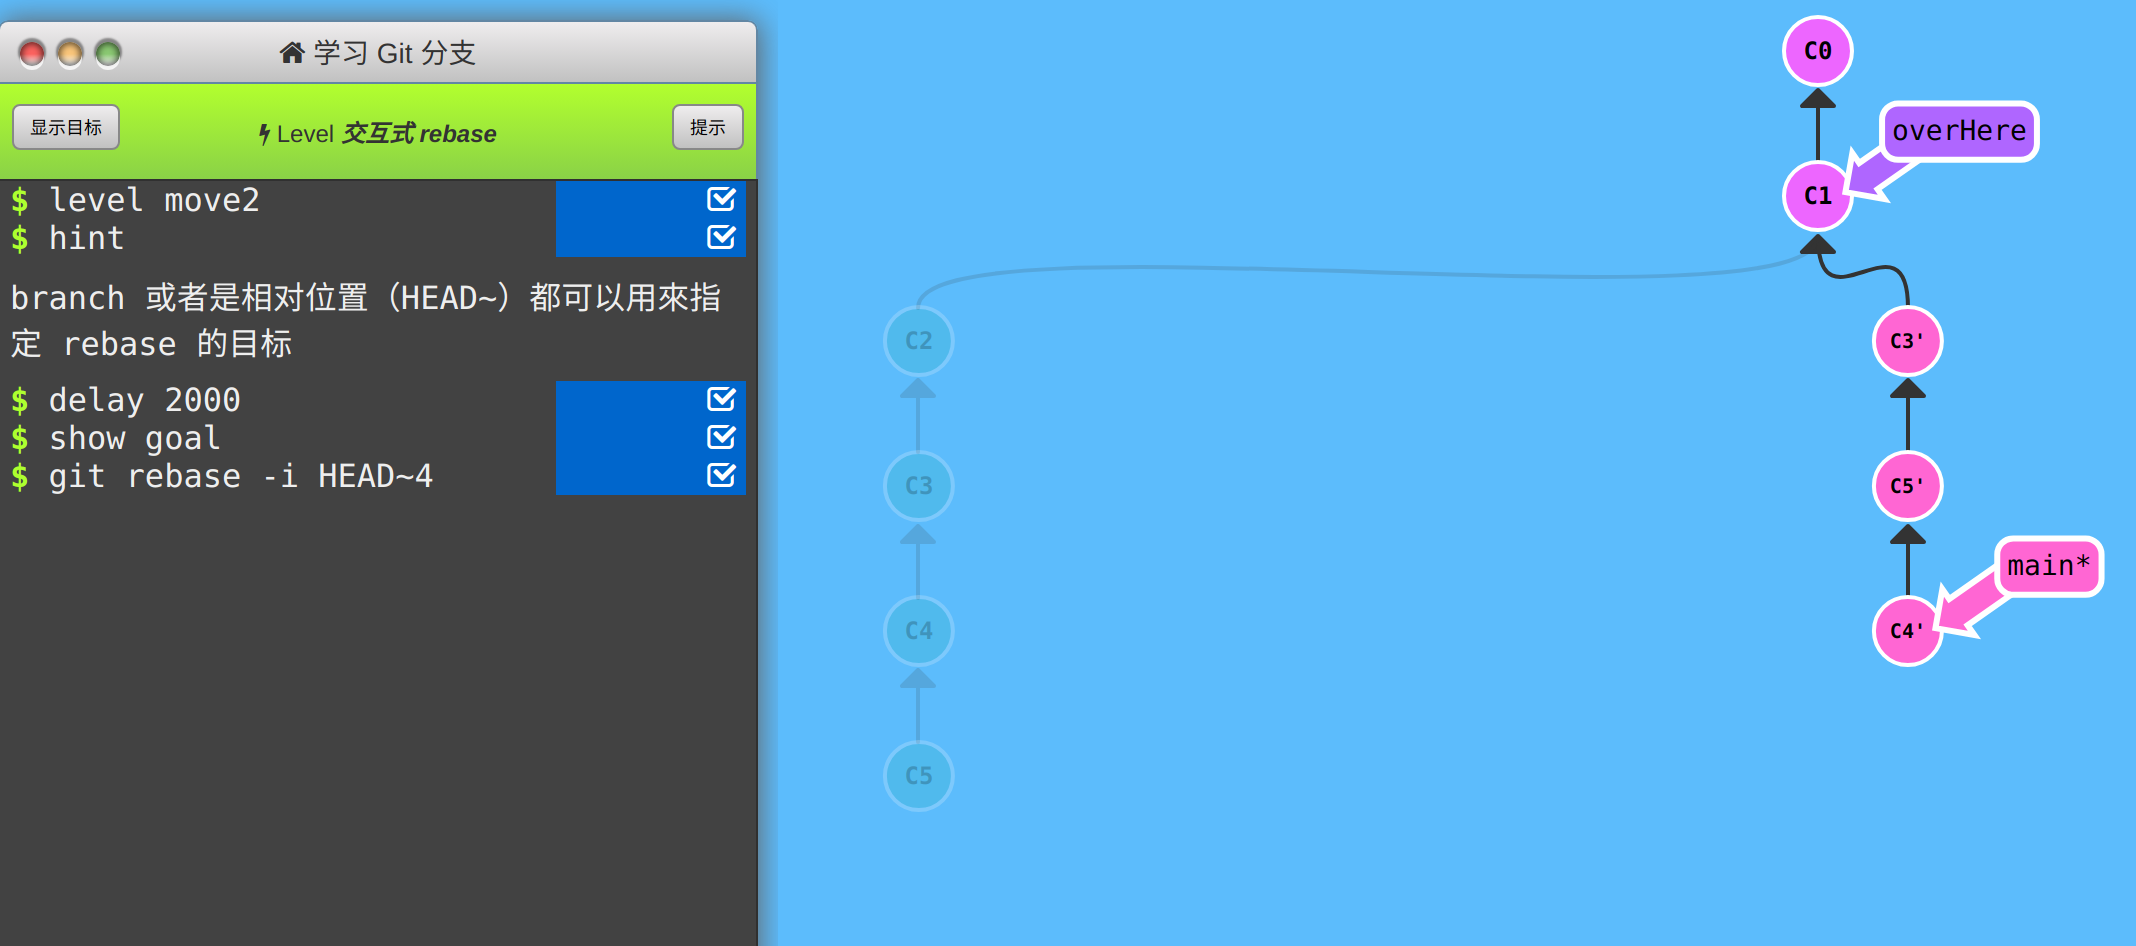 学习 Git 分支
显示目标
Level 交互式 rebase
提示
$ level move2
$ hint
branch 或者是相对位置（HEAD~）都可以用來指
定 rebase 的目标
$ delay 2000
$ show goal
$ git rebase -i HEAD~4
C0
overHere
C1
C2
C3'
C3
C5'
main*
C4
C4'
C5